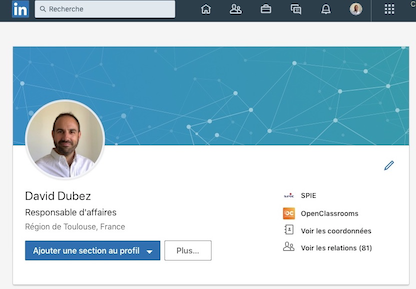 in
Recherche
C
David Dubez
Responsable d'affaires
Région de Toulouse, France
Ajouter une section au profil
Plus...
SPIE
OC
OpenClassrooms
Voir les coordonnées
Voir les relations (81)